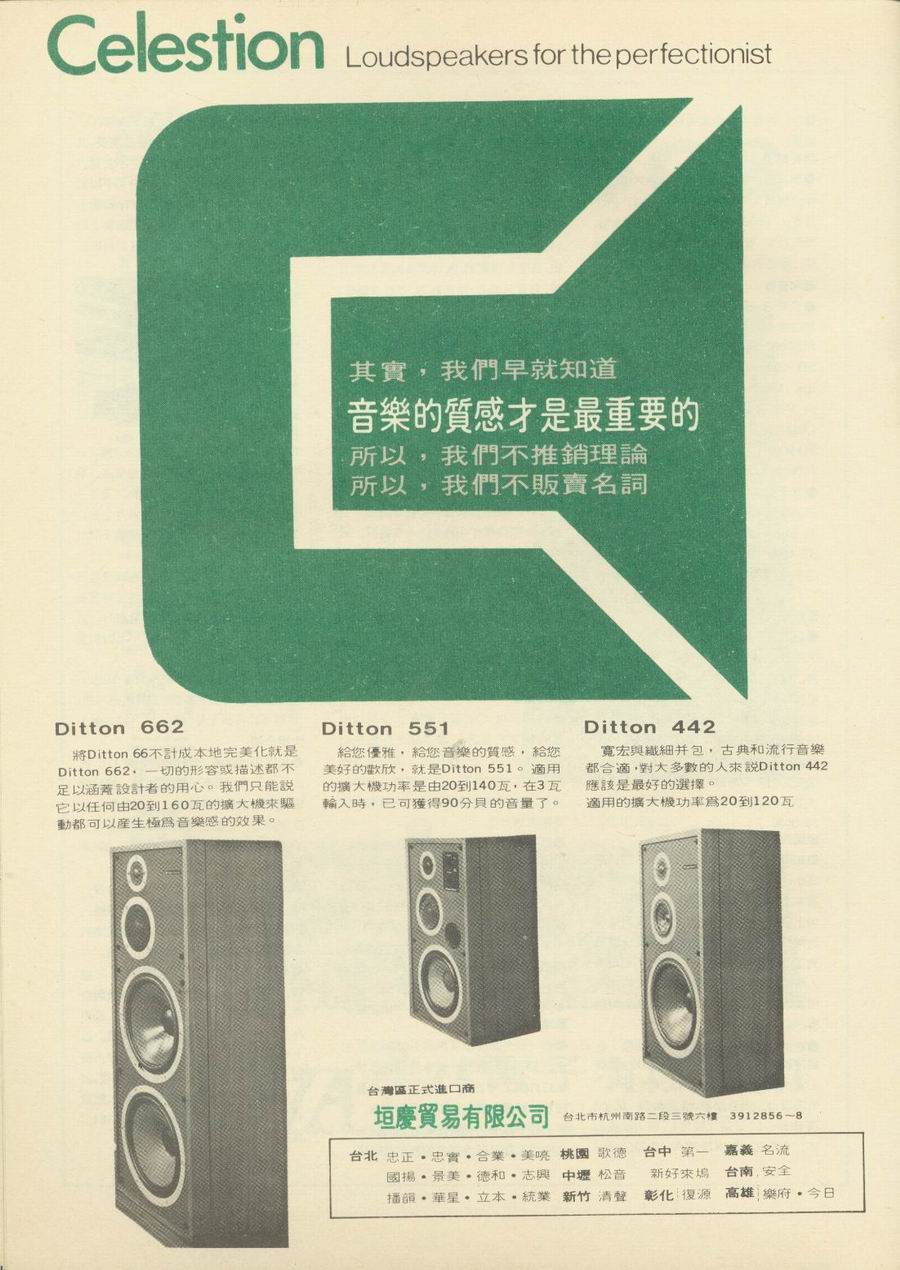 Celestion Loudspeakers for the perfectionist
其實，我們早就知道
音樂的質感才是最重要的
所以，我們不推銷理論
所以，我們不販賣名詞
Ditton 662
將Ditton 66不計成本地完美化就是
Ditton 662，一切的形容或描述都不
足以涵蓋設計者的用心。我們只能說
它以任何由20到160瓦的擴大機來驅
動都可以産生極爲音樂感的效果。
Ditton 551
給您優雅，給您音樂的質感，給您
美好的歡欣，就是Ditton 551。適用
的擴大機功率是由20到140瓦，在3瓦
輸入時，已可獲得90分貝的音量了。
Ditton 442
寬宏與纖細并包，古典和流行音樂
都合適，對大多數的人來説Ditton 442
應該是最好的選擇。
適用的擴大機功率爲20到120瓦
台灣區正式進口商
垣慶貿易有限公司 台北市杭州南路二段三號六樓 3912856～8
台北 忠正・忠實・合業・美亮 桃園 歌德 台中 第一 嘉義 名流
國揚・景美・德和・志興 中壢 松音 新好來塢 台南 安全
播韻・華星・立本・統業 新竹 清聲 彰化 復源 高雄 樂府・今日